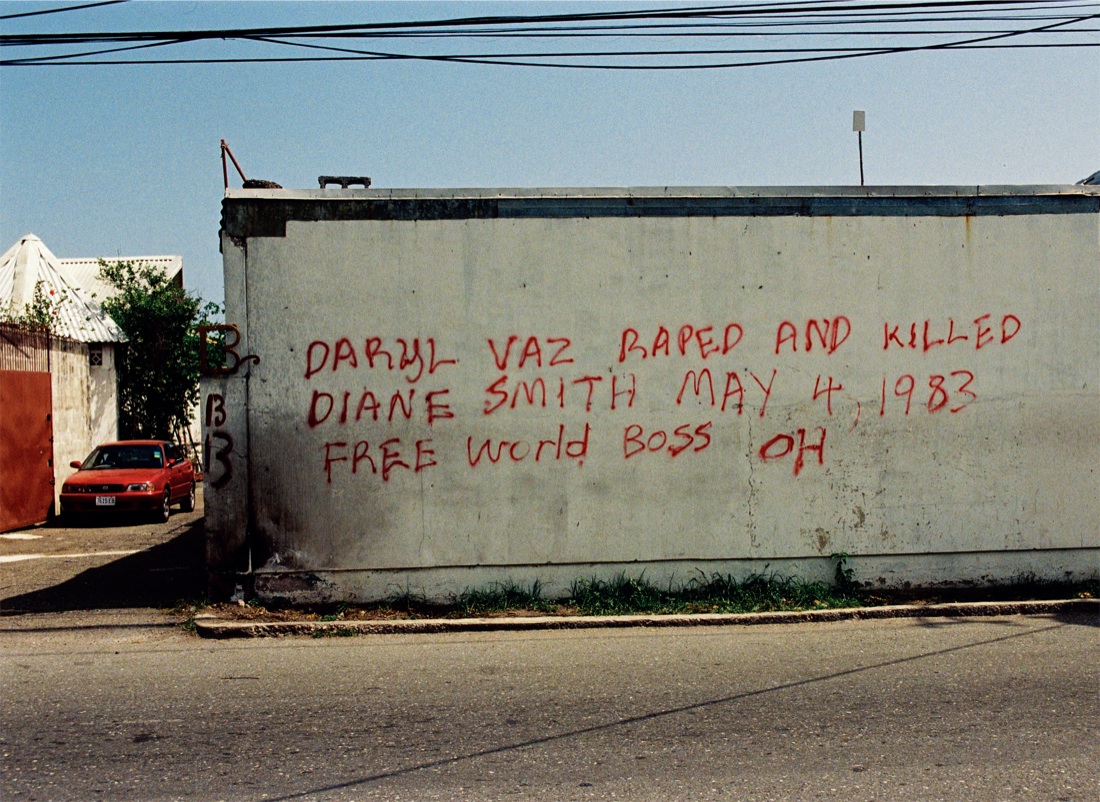 DARYL VAZ RAPED AND KILLED
DIANE SMITH MAY 4, 1983
FREE World BOSS OH
B
B
B